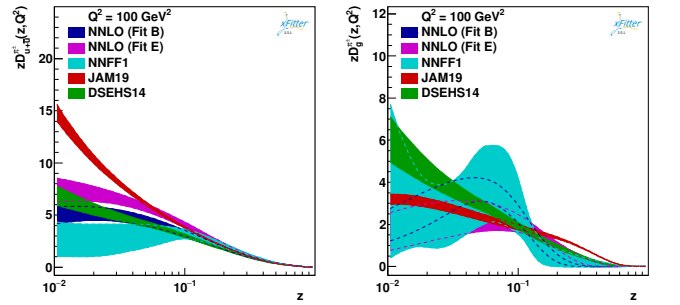 zD^{π^±}_{u+ū}(z,Q²)
Q² = 100 GeV²
NNLO (Fit B)
NNLO (Fit E)
NNFF1
JAM19
DSEHS14
xFitter
20
15
10
5
0
10⁻²
10⁻¹
z
zD^{π^±}_g(z,Q²)
Q² = 100 GeV²
NNLO (Fit B)
NNLO (Fit E)
NNFF1
JAM19
DSEHS14
xFitter
12
10
8
6
4
2
0
10⁻²
10⁻¹
z